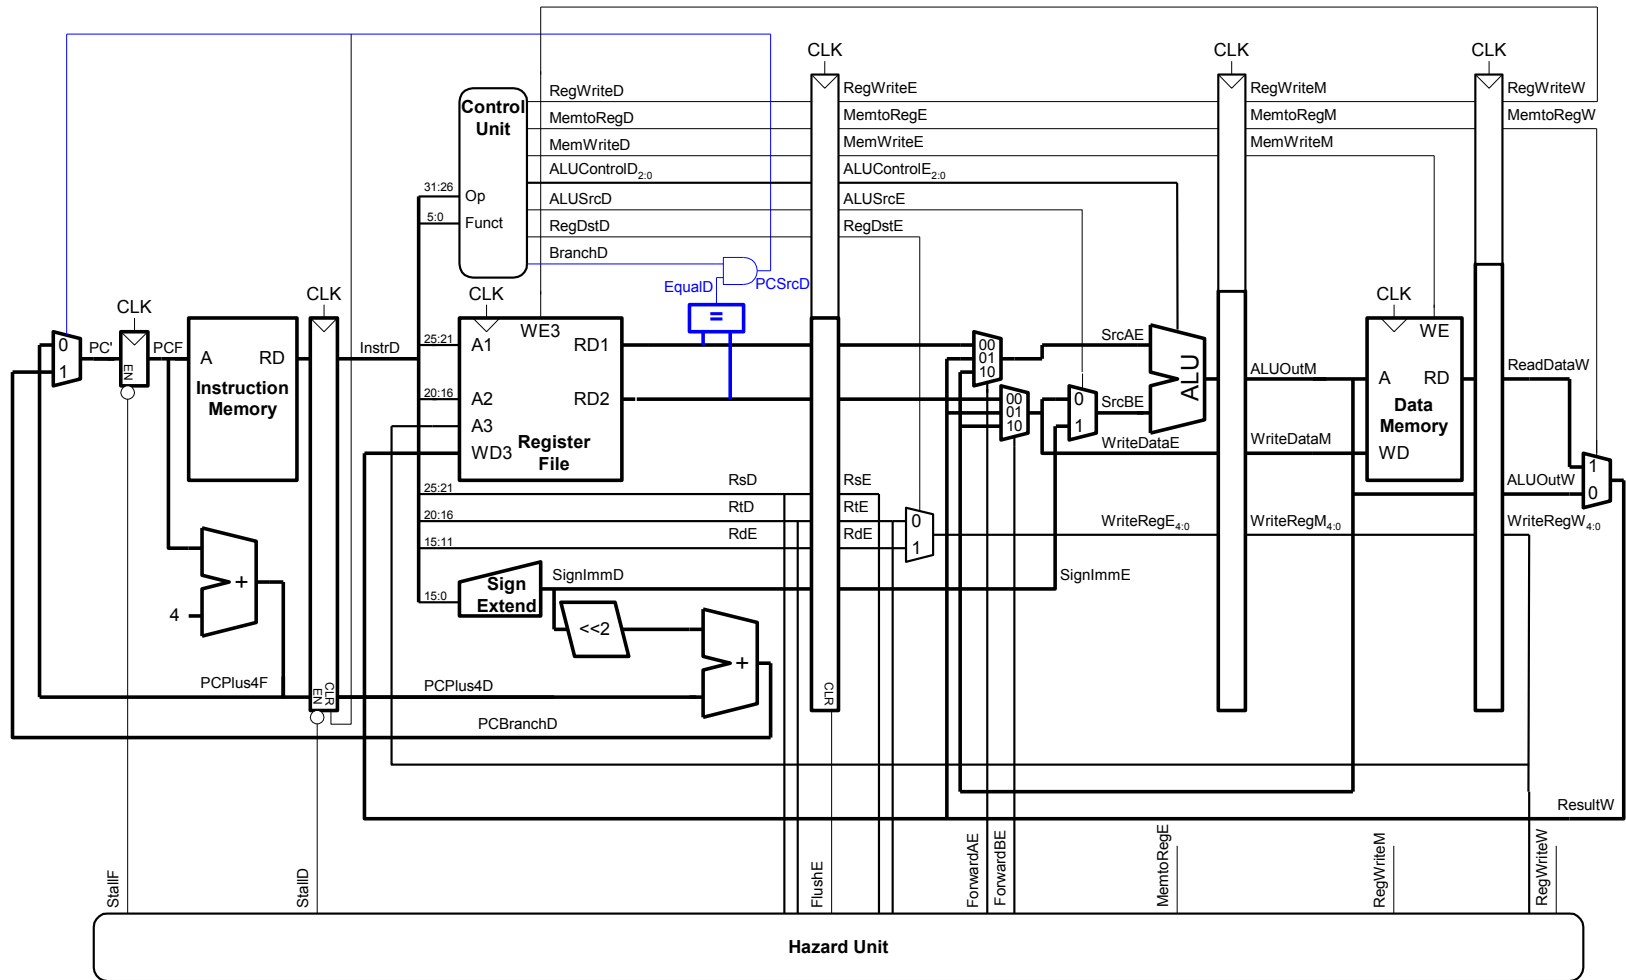 CLK
CLK
CLK
RegWriteD
RegWriteE
RegWriteM
RegWriteW
Control
Unit
MemtoRegD
MemtoRegE
MemtoRegM
MemtoRegW
MemWriteD
MemWriteE
MemWriteM
ALUControlD2:0
ALUControlE2:0
31:26
Op
ALUSrcD
ALUSrcE
5:0
Funct
RegDstD
RegDstE
BranchD
EqualD
PCSrcD
CLK
CLK
CLK
CLK
=
WE3
WE
0
1
PC'
EN
PCF
A
RD
Instruction
Memory
InstrD
25:21
A1
RD1
20:16
A2
RD2
A3
WD3
Register
File
00
01
10
00
01
10
SrcAE
0
1
SrcBE
ALU
ALUOutM
A
RD
Data
Memory
WD
ReadDataW
WriteDataE
WriteDataM
1
0
ALUOutW
25:21
RsD
RsE
20:16
RtD
RtE
15:11
RdE
RdE
0
1
WriteRegE4:0
WriteRegM4:0
WriteRegW4:0
15:0
Sign
Extend
SignImmD
SignImmE
+
4
<<2
+
PCPlus4F
EN
CLR
PCPlus4D
CLR
PCBranchD
ResultW
StallF
StallD
FlushE
ForwardAE
ForwardBE
MemtoRegE
RegWriteM
RegWriteW
Hazard Unit